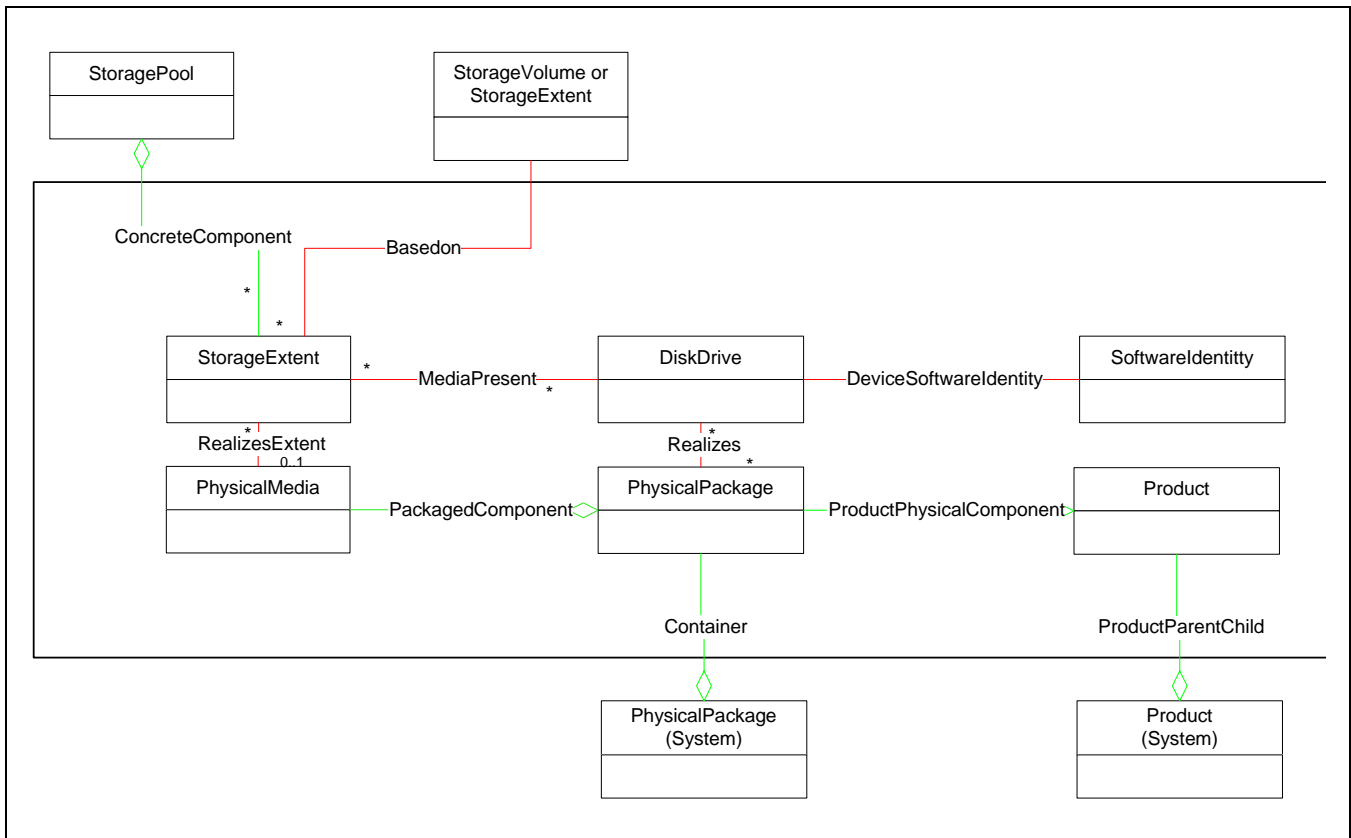 StoragePool
StorageVolume or
StorageExtent
ConcreteComponent
Basedon
*
*
StorageExtent
*
MediaPresent
*
DiskDrive
DeviceSoftwareIdentity
SoftwareIdentitty
*
RealizesExtent
0..1
*
Realizes
*
PhysicalMedia
PackagedComponent
PhysicalPackage
ProductPhysicalComponent
Product
Container
ProductParentChild
PhysicalPackage
(System)
Product
(System)